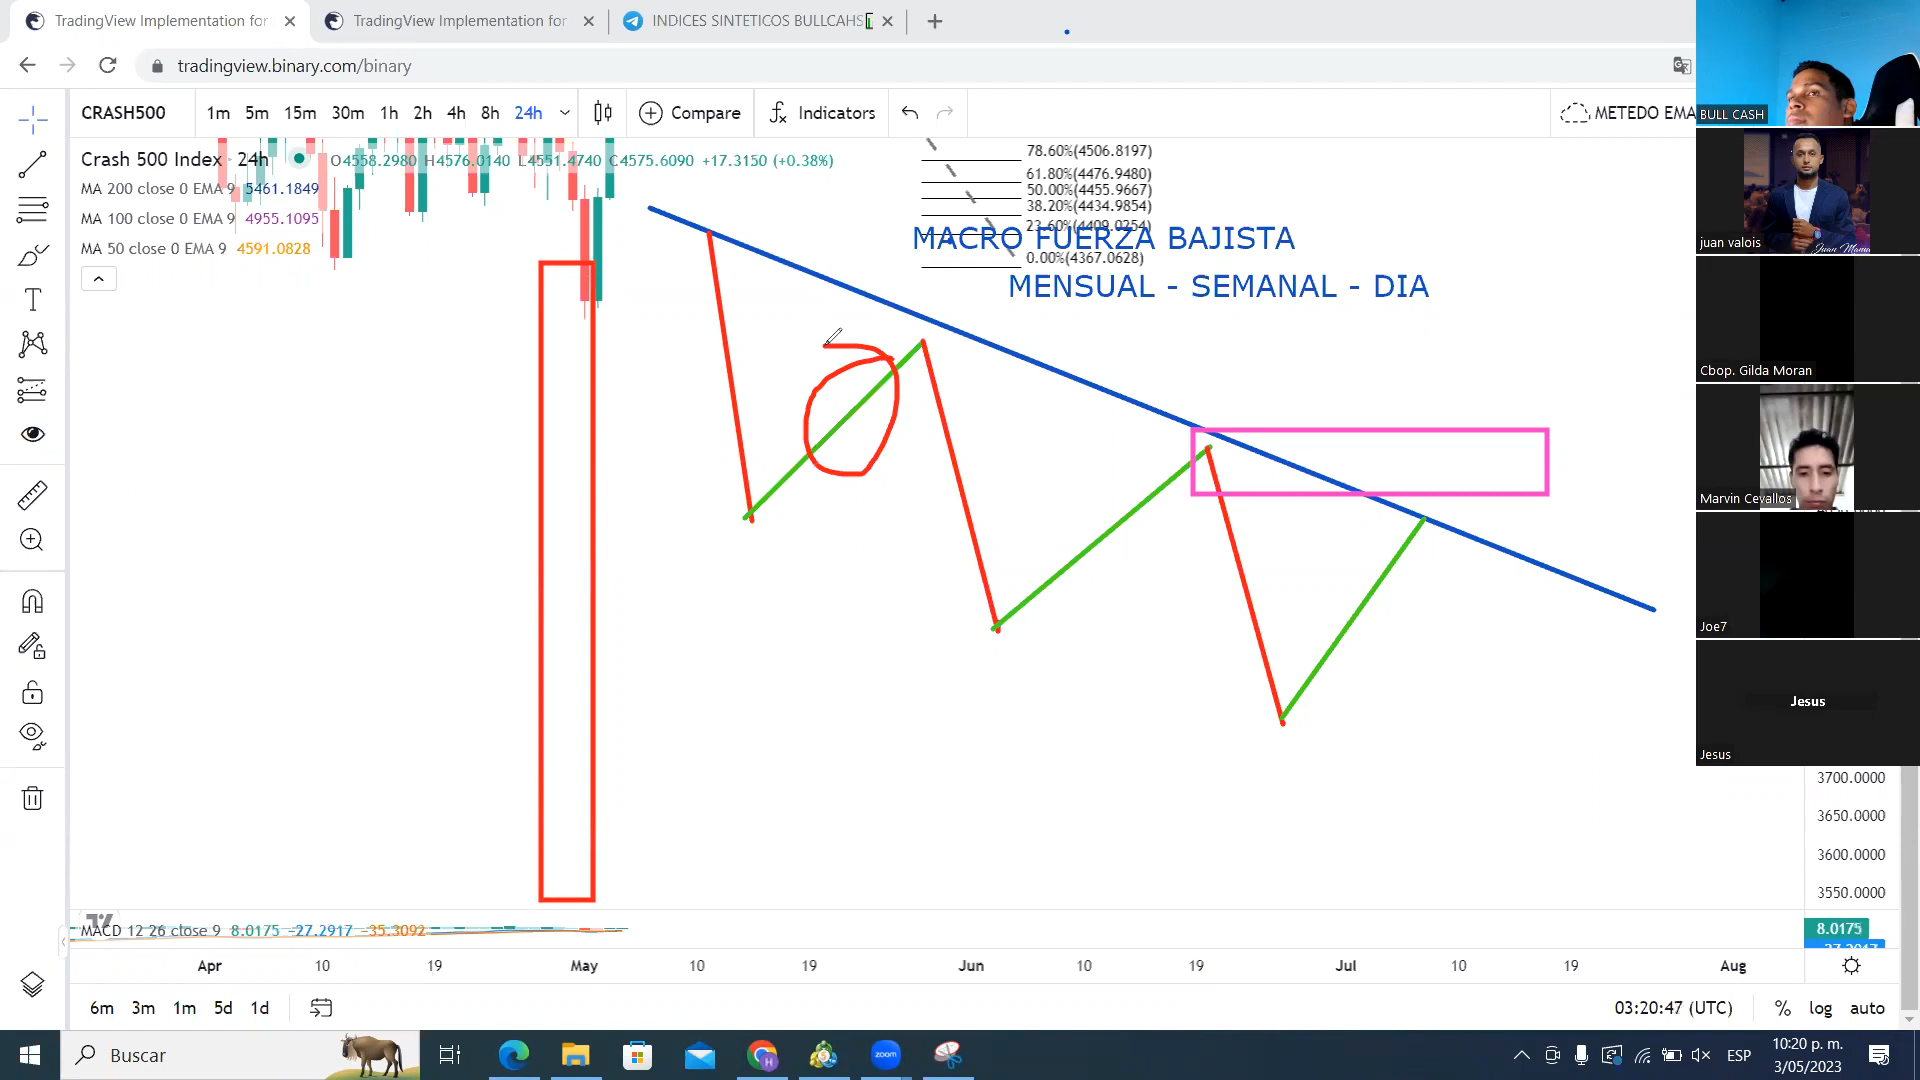 TradingView Implementation for
TradingView Implementation for
INDICES SINTETICOS BULLCAHS
tradingview.binary.com/binary
CRASH500 1m 5m 15m 30m 1h 2h 4h 8h 24h Compare Indicators METEDO EMA
Crash 500 Index · 24h O4558.2980 H4576.0140 L4551.4740 C4575.6090 +17.3150 (+0.38%)
MA 200 close 0 EMA 9 5461.1849
MA 100 close 0 EMA 9 4955.1095
MA 50 close 0 EMA 9 4591.0828
78.60%(4506.8197)
61.80%(4476.9480)
50.00%(4455.9667)
38.20%(4434.9854)
23.60%(4409.0254)
0.00%(4367.0628)
MACRO FUERZA BAJISTA
MENSUAL - SEMANAL - DIA
BULL CASH
juan valois
Juan Manu
Cbop. Gilda Moran
Marvin Cevallos
Joe7
Jesus
Jesus
3700.0000
3650.0000
3600.0000
3550.0000
MACD 12 26 close 9 8.0175 -27.2917 -35.3092
8.0175
Apr 10 19 May 10 19 Jun 10 19 Jul 10 19 Aug
6m 3m 1m 5d 1d 03:20:47 (UTC) % log auto
Buscar
zoom
ESP
10:20 p. m.
3/05/2023